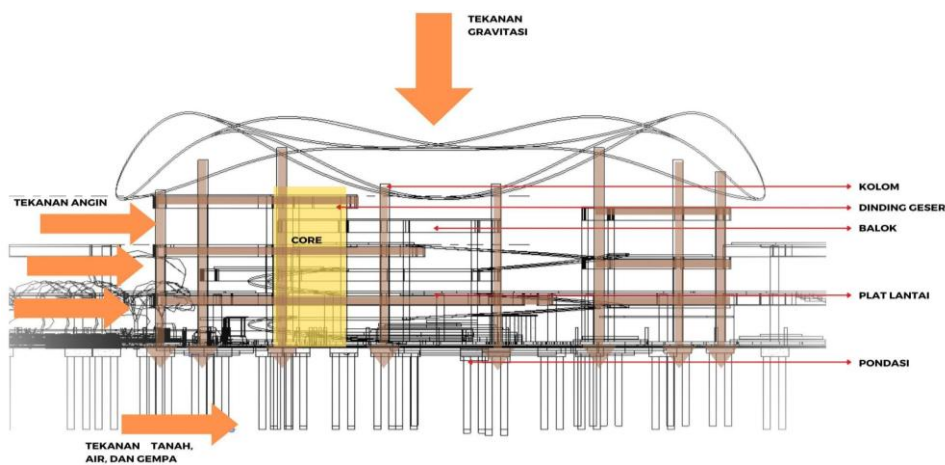 TEKANAN
GRAVITASI
KOLOM
TEKANAN ANGIN
DINDING GESER
BALOK
CORE
PLAT LANTAI
PONDASI
TEKANAN TANAH,
AIR, DAN GEMPA